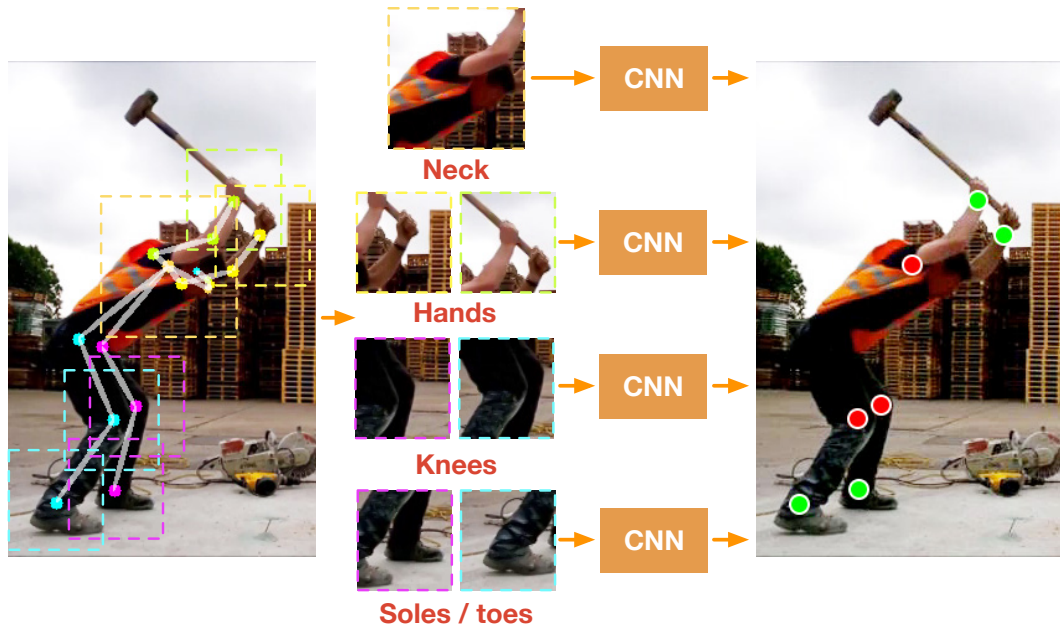 CNN
Neck
CNN
Hands
CNN
Knees
CNN
Soles / toes